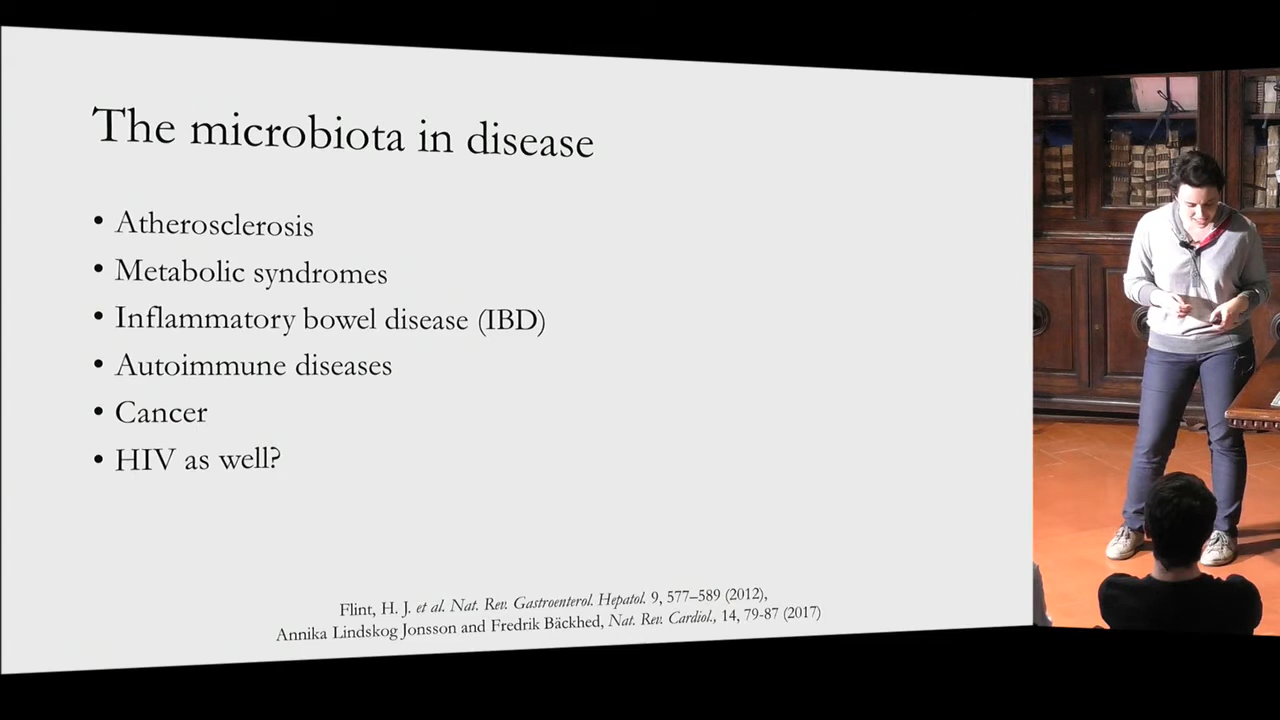 The microbiota in disease
• Atherosclerosis
• Metabolic syndromes
• Inflammatory bowel disease (IBD)
• Autoimmune diseases
• Cancer
• HIV as well?
Flint, H. J. et al. Nat. Rev. Gastroenterol. Hepatol. 9, 577–589 (2012),
Annika Lindskog Jonsson and Fredrik Bäckhed, Nat. Rev. Cardiol., 14, 79-87 (2017)